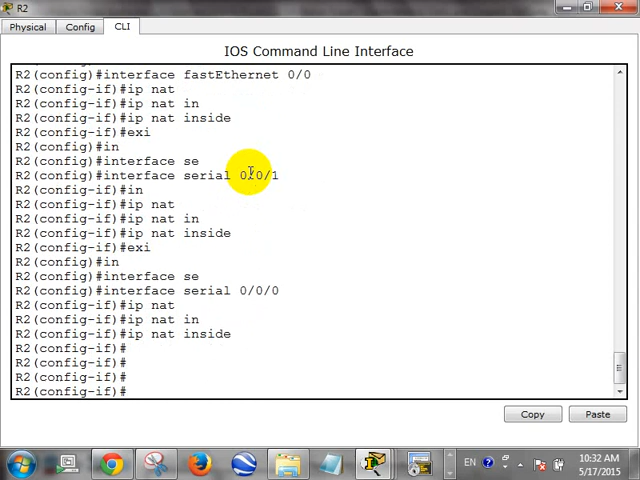 R2
Physical Config CLI
IOS Command Line Interface
R2(config)#interface fastEthernet 0/0
R2(config-if)#ip nat
R2(config-if)#ip nat in
R2(config-if)#ip nat inside
R2(config-if)#exi
R2(config)#in
R2(config)#interface se
R2(config)#interface serial 0/0/1
R2(config-if)#in
R2(config-if)#ip nat
R2(config-if)#ip nat in
R2(config-if)#ip nat inside
R2(config-if)#exi
R2(config)#in
R2(config)#interface se
R2(config)#interface serial 0/0/0
R2(config-if)#ip nat
R2(config-if)#ip nat in
R2(config-if)#ip nat inside
R2(config-if)#
R2(config-if)#
R2(config-if)#
R2(config-if)#
Copy Paste
EN 10:32 AM
5/17/2015